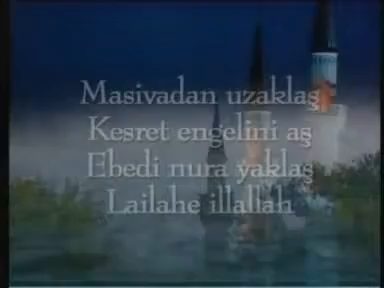 Masivadan uzaklaş
Kesret engelini aş
Ebedi nura yaklaş
Lailahe illallah